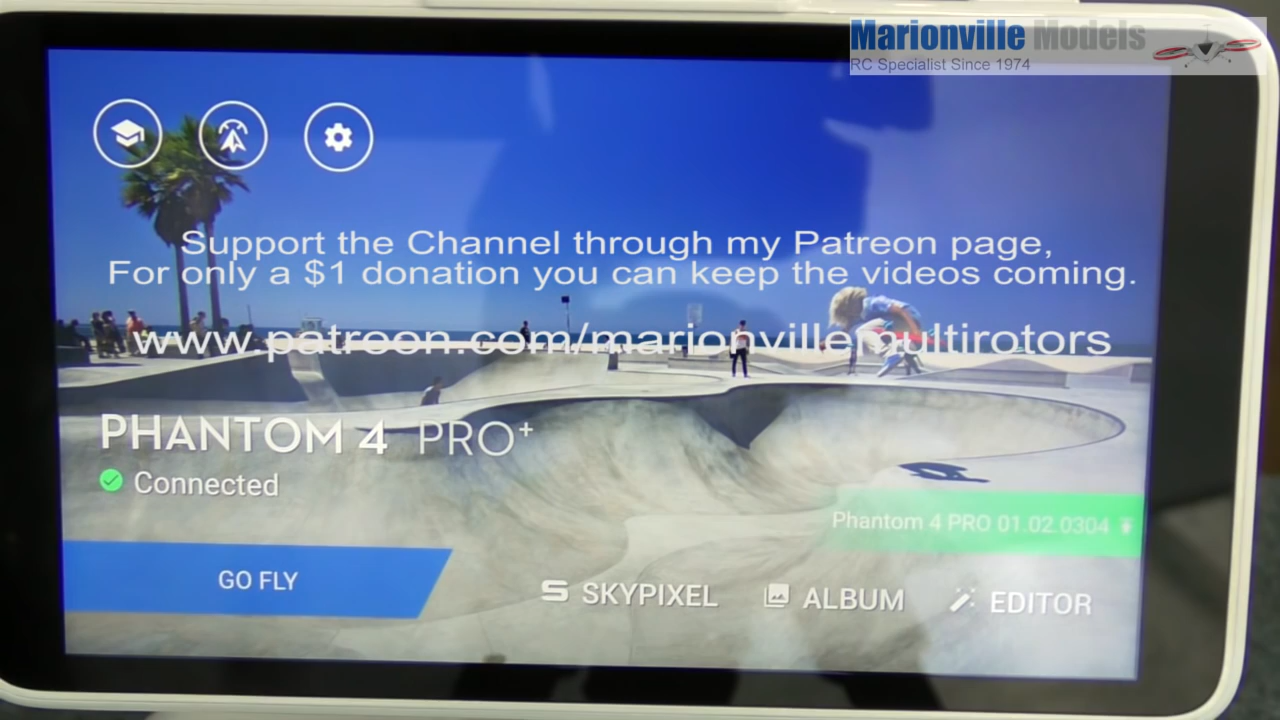 Marionville Models
RC Specialist Since 1974
Support the Channel through my Patreon page,
For only a $1 donation you can keep the videos coming.
www.patreon.com/marionvillemultirotors
PHANTOM 4 PRO+
Connected
Phantom 4 PRO 01.02.0304
GO FLY
SKYPIXEL
ALBUM
EDITOR